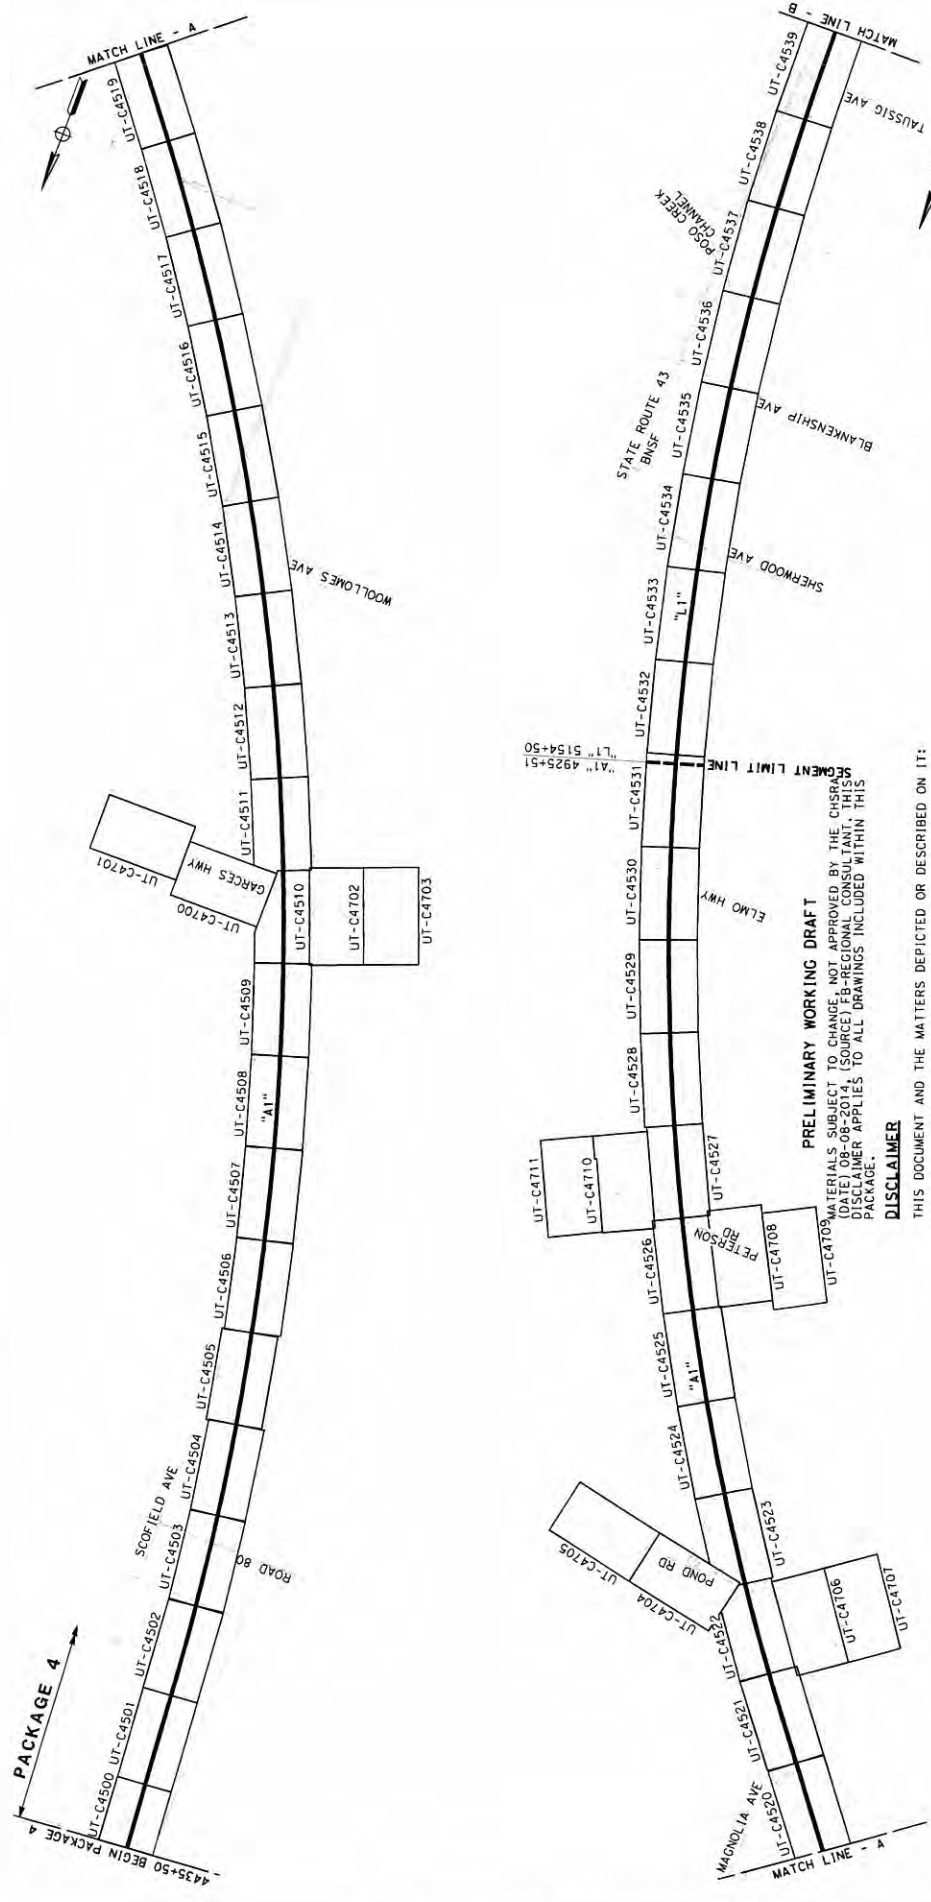 PACKAGE 4
4435+50 BEGIN PACKAGE 4
UT-C4500
UT-C4501
UT-C4502
UT-C4503
SCOFIELD AVE
ROAD 80
UT-C4504
UT-C4505
UT-C4506
UT-C4507
UT-C4508
"A1"
UT-C4509
UT-C4510
UT-C4700
GARCES HWY
UT-C4701
UT-C4702
UT-C4703
UT-C4511
UT-C4512
UT-C4513
UT-C4514
WOOLLOMES AVE
UT-C4515
UT-C4516
UT-C4517
UT-C4518
UT-C4519
MATCH LINE - A
MATCH LINE - A
MAGNOLIA AVE
UT-C4520
UT-C4521
UT-C4522
UT-C4704
POND RD
UT-C4705
UT-C4706
UT-C4707
UT-C4523
UT-C4524
UT-C4525
"A1"
UT-C4526
PETERSON
RD
UT-C4708
UT-C4709
UT-C4527
UT-C4710
UT-C4711
UT-C4528
UT-C4529
UT-C4530
ELMO HWY
UT-C4531
"A1" 4925+51
"L1" 5154+50
SEGMENT LIMIT LINE
UT-C4532
UT-C4533
"L1"
SHERWOOD AVE
UT-C4534
UT-C4535
STATE ROUTE 43
BNSF
BLANKENSHIP AVE
UT-C4536
UT-C4537
POSO CREEK
CHANNEL
UT-C4538
UT-C4539
TAUSSIG AVE
MATCH LINE - B
PRELIMINARY WORKING DRAFT
MATERIALS SUBJECT TO CHANGE, NOT APPROVED BY THE CHSRA
(DATE) 08-08-2014, (SOURCE) FB-REGIONAL CONSULTANT, THIS
DISCLAIMER APPLIES TO ALL DRAWINGS INCLUDED WITHIN THIS
PACKAGE.
DISCLAIMER
THIS DOCUMENT AND THE MATTERS DEPICTED OR DESCRIBED ON IT: